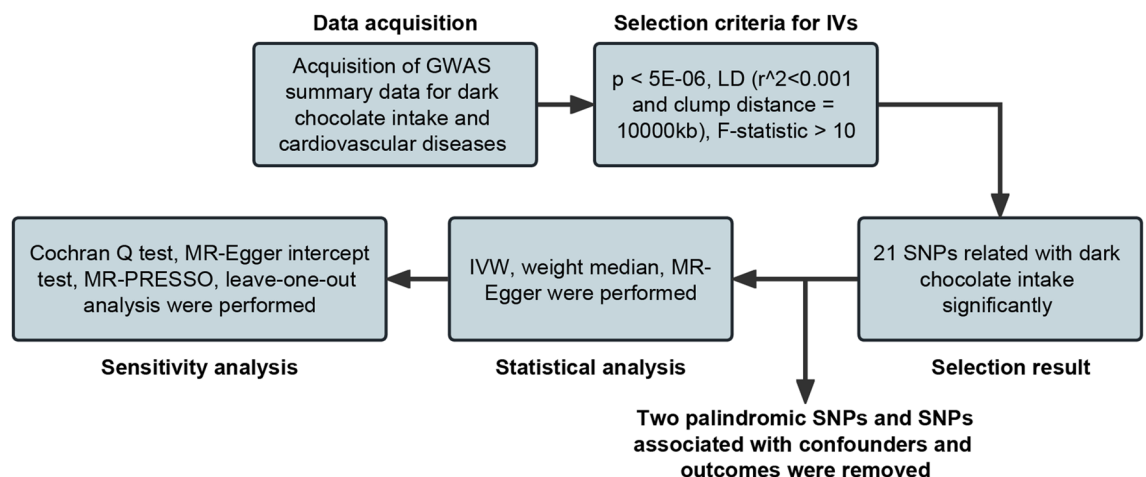 Data acquisition
Acquisition of GWAS
summary data for dark
chocolate intake and
cardiovascular diseases
Selection criteria for IVs
p < 5E-06, LD (r^2<0.001
and clump distance =
10000kb), F-statistic > 10
21 SNPs related with dark
chocolate intake
significantly
Selection result
Two palindromic SNPs and SNPs
associated with confounders and
outcomes were removed
IVW, weight median, MR-
Egger were performed
Statistical analysis
Cochran Q test, MR-Egger intercept
test, MR-PRESSO, leave-one-out
analysis were performed
Sensitivity analysis